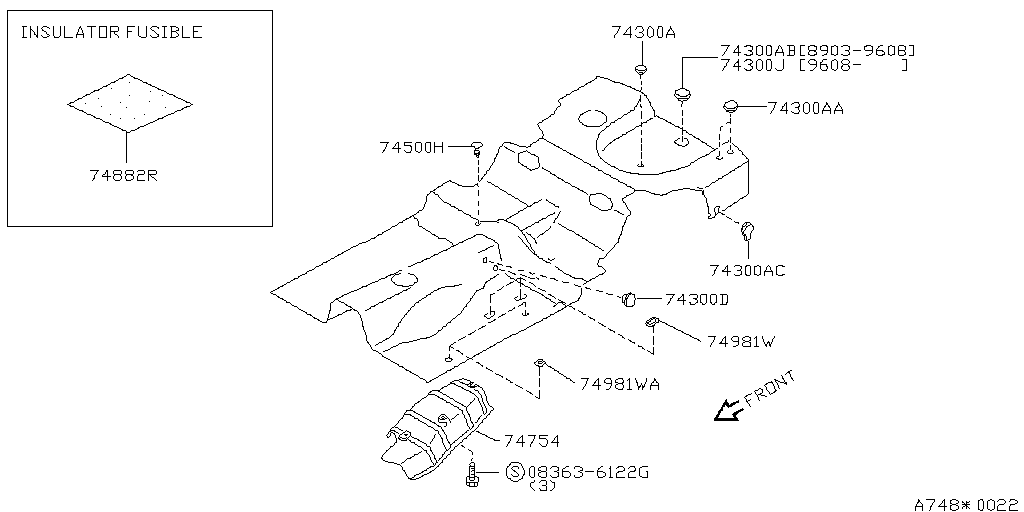 INSULATOR FUSIBLE
74882R
74300A
74300AB[8903-9608]
74300J [9608-    ]
74300AA
74500H
74300AC
74300D
74981W
74981WA
FRONT
74754
S 08363-6122G
(3)
A748* 0022